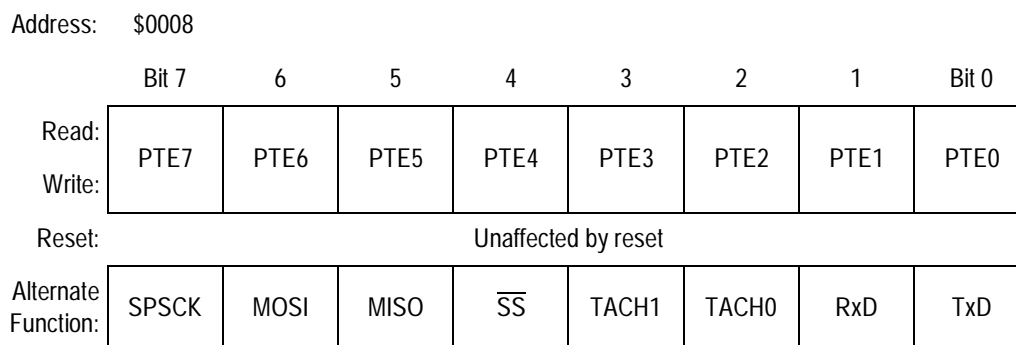 Address: $0008
Bit 7 6 5 4 3 2 1 Bit 0
Read:
PTE7 PTE6 PTE5 PTE4 PTE3 PTE2 PTE1 PTE0
Write:
Reset: Unaffected by reset
Alternate
Function: SPSCK MOSI MISO S̅S̅ TACH1 TACH0 RxD TxD